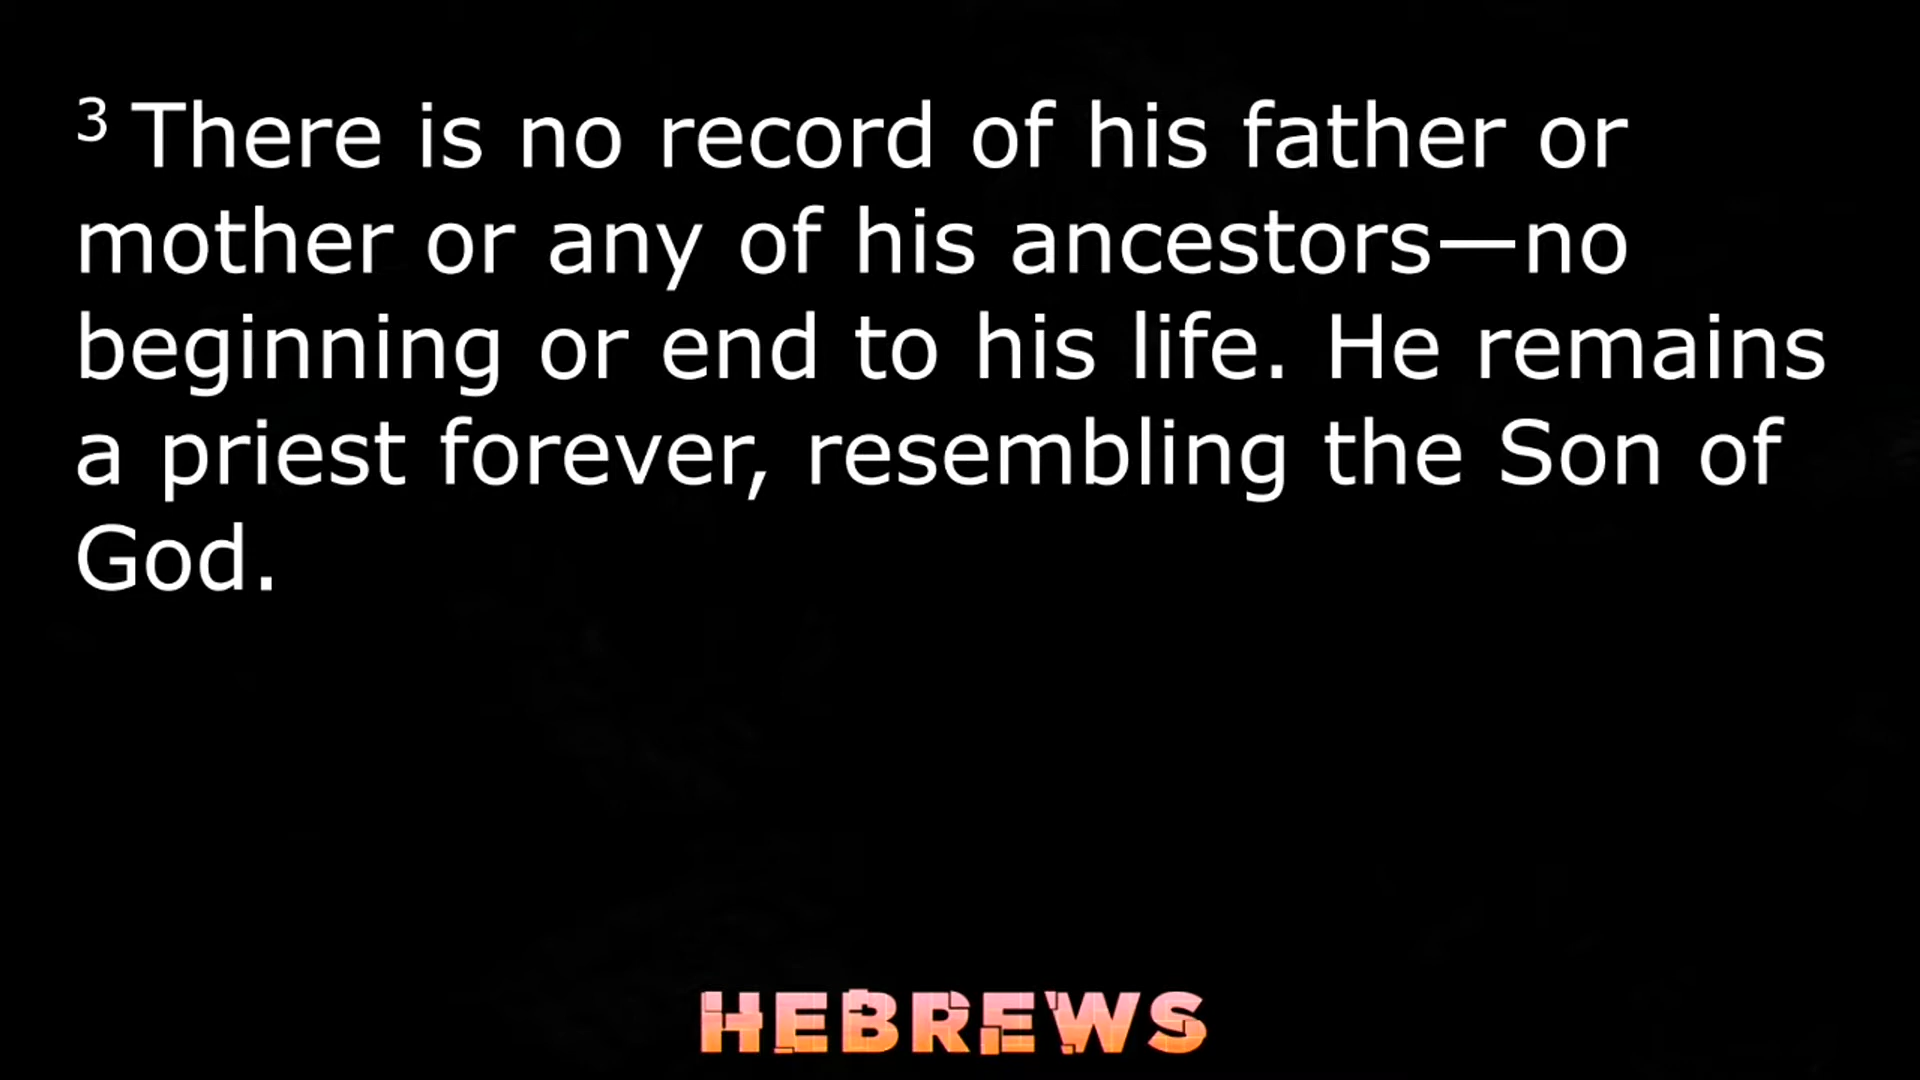 3 There is no record of his father or
mother or any of his ancestors—no
beginning or end to his life. He remains
a priest forever, resembling the Son of
God.
HEBREWS